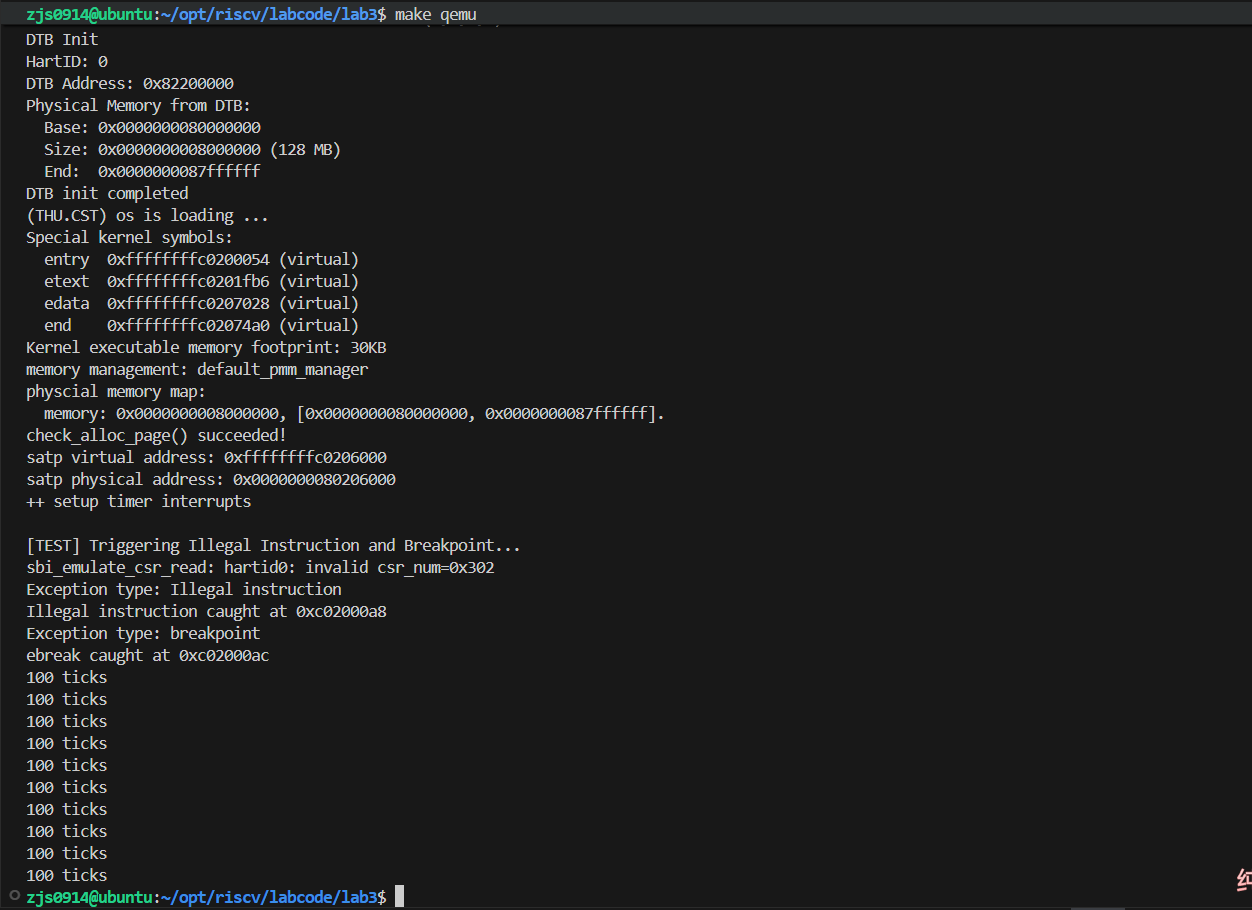 zjs0914@ubuntu:~/opt/riscv/labcode/lab3$ make qemu
DTB Init
HartID: 0
DTB Address: 0x82200000
Physical Memory from DTB:
  Base: 0x0000000080000000
  Size: 0x0000000008000000 (128 MB)
  End:  0x0000000087ffffff
DTB init completed
(THU.CST) os is loading ...
Special kernel symbols:
  entry  0xffffffffc0200054 (virtual)
  etext  0xffffffffc0201fb6 (virtual)
  edata  0xffffffffc0207028 (virtual)
  end    0xffffffffc02074a0 (virtual)
Kernel executable memory footprint: 30KB
memory management: default_pmm_manager
physcial memory map:
  memory: 0x0000000008000000, [0x0000000080000000, 0x0000000087ffffff].
check_alloc_page() succeeded!
satp virtual address: 0xffffffffc0206000
satp physical address: 0x0000000080206000
++ setup timer interrupts
[TEST] Triggering Illegal Instruction and Breakpoint...
sbi_emulate_csr_read: hartid0: invalid csr_num=0x302
Exception type: Illegal instruction
Illegal instruction caught at 0xc02000a8
Exception type: breakpoint
ebreak caught at 0xc02000ac
100 ticks
100 ticks
100 ticks
100 ticks
100 ticks
100 ticks
100 ticks
100 ticks
100 ticks
100 ticks
zjs0914@ubuntu:~/opt/riscv/labcode/lab3$